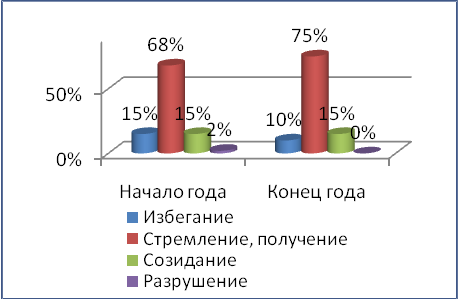 75%
68%
50%
15%
15%
2%
10%
15%
0%
0%
Начало года
Конец года
Избегание
Стремление, получение
Созидание
Разрушение